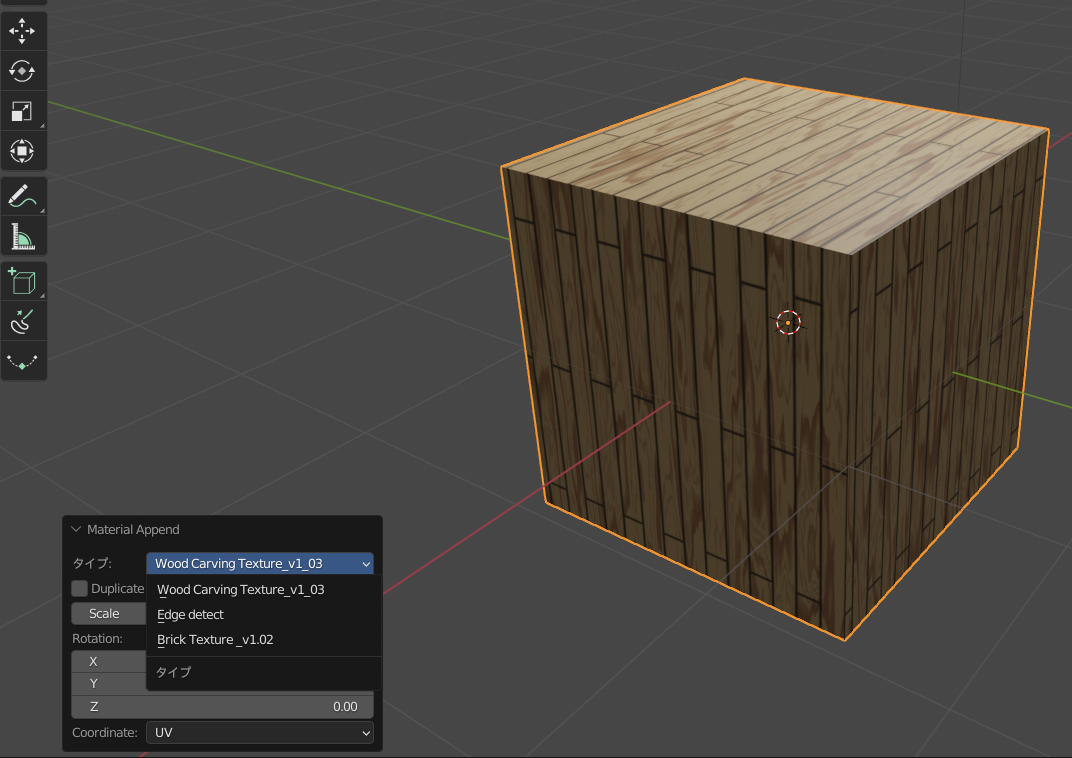 Material Append
タイプ:
Wood Carving Texture_v1_03
Duplicate
Wood Carving Texture_v1_03
Scale
Edge detect
Rotation:
Brick Texture _v1.02
X
タイプ
Y
Z 0.00
Coordinate: UV